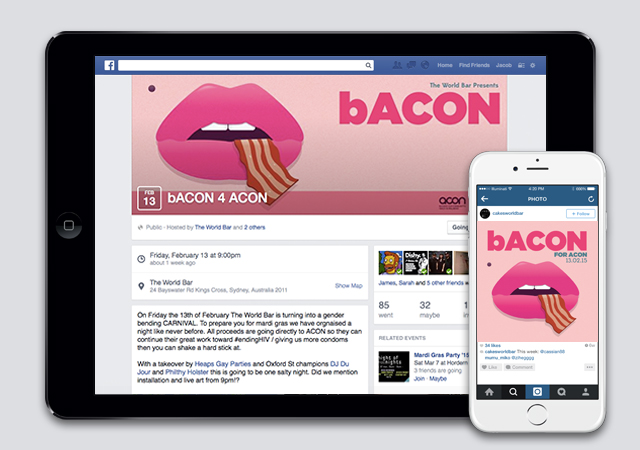 f
Home Find Friends Jacob
The World Bar Presents
bACON
FEB
13
bACON 4 ACON
acon
Public · Hosted by The World Bar and 2 others
Going
Friday, February 13 at 9:00pm
about 1 week ago
The World Bar
24 Bayswater Rd Kings Cross, Sydney, Australia 2011
Show Map
On Friday the 13th of February The World Bar is turning into a gender
bending CARNIVAL. To prepare you for mardi gras we have orgnaised a
night like never before. All proceeds are going directly to ACON so they can
continue their great work toward #endingHIV / giving us more condoms
then you can shake a hard stick at.
With a takeover by Heaps Gay Parties and Oxford St champions DJ Du
Jour and Philthy Holster this is going to be one salty night. Did we mention
installation and live art from 9pm!?
James, Sarah and 5 other friends w
85 32
went maybe
RELATED EVENTS
Mardi Gras Party '15
Sat 7 Mar at Hordern
3 friends are going
Join · Maybe
4:20 PM
PHOTO
cakesworldbar
+ Follow
bACON
FOR ACON
13.02.15
34 likes
cakesworldbar This week:
Like Comment